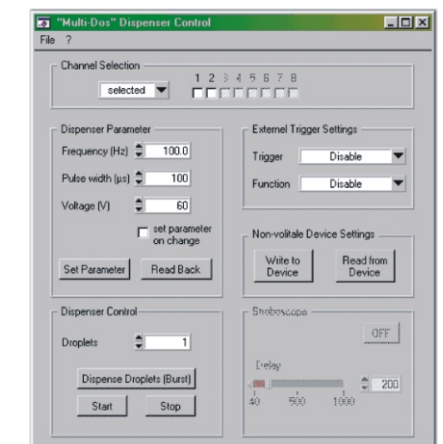 "Multi-Dos" Dispenser Control
File ?
Channel Selection
selected
1 2 3 4 5 6 7 8
Dispenser Parameter
Frequency (Hz) 100.0
Pulse width (µs) 100
Voltage (V) 60
set parameter
on change
Set Parameter Read Back
External Trigger Settings
Trigger Disable
Function Disable
Non-volitale Device Settings
Write to
Device
Read from
Device
Dispenser Control
Droplets 1
Dispense Droplets (Burst)
Start Stop
Stroboscope
OFF
Delay
200
40 500 1000